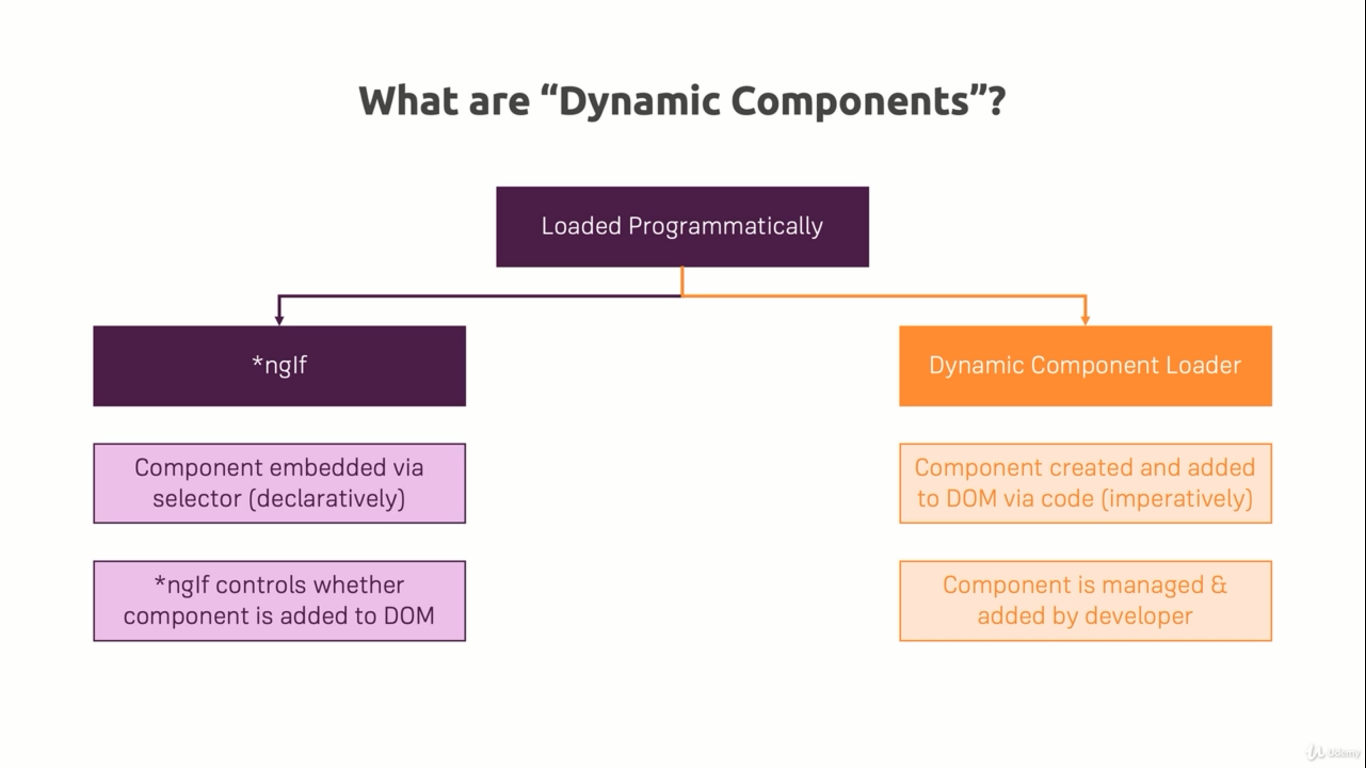 What are “Dynamic Components”?
Loaded Programmatically
*ngIf
Component embedded via
selector (declaratively)
*ngIf controls whether
component is added to DOM
Dynamic Component Loader
Component created and added
to DOM via code (imperatively)
Component is managed &
added by developer
Udemy